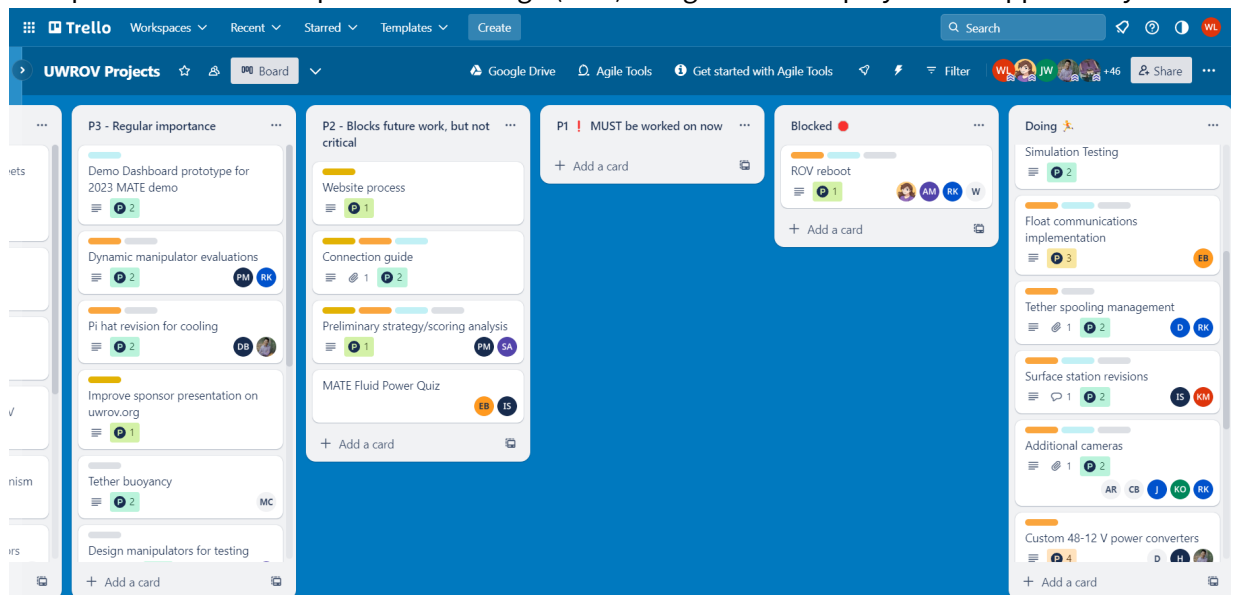 Trello
Workspaces
Recent
Starred
Templates
Create
Search
WL
UWROV Projects
Board
Google Drive
Agile Tools
Get started with Agile Tools
Filter
WL
JW
+46
Share
ets
V
nism
ors
P3 - Regular importance
Demo Dashboard prototype for
2023 MATE demo
P 2
Dynamic manipulator evaluations
P 2
PM RK
Pi hat revision for cooling
P 2
DB
Improve sponsor presentation on
uwrov.org
P 1
Tether buoyancy
P 2
MC
Design manipulators for testing
+ Add a card
P2 - Blocks future work, but not
critical
Website process
P 1
Connection guide
1 P 2
Preliminary strategy/scoring analysis
P 1
PM SA
MATE Fluid Power Quiz
EB IS
+ Add a card
P1 ❗ MUST be worked on now
+ Add a card
Blocked 🛑
ROV reboot
P 1
AM RK W
+ Add a card
Doing 🏃
Simulation Testing
P 2
Float communications
implementation
P 3
EB
Tether spooling management
1 P 2
D RK
Surface station revisions
1 P 2
IS KM
Additional cameras
1 P 2
AR CB J KO RK
Custom 48-12 V power converters
P 4
D H
+ Add a card